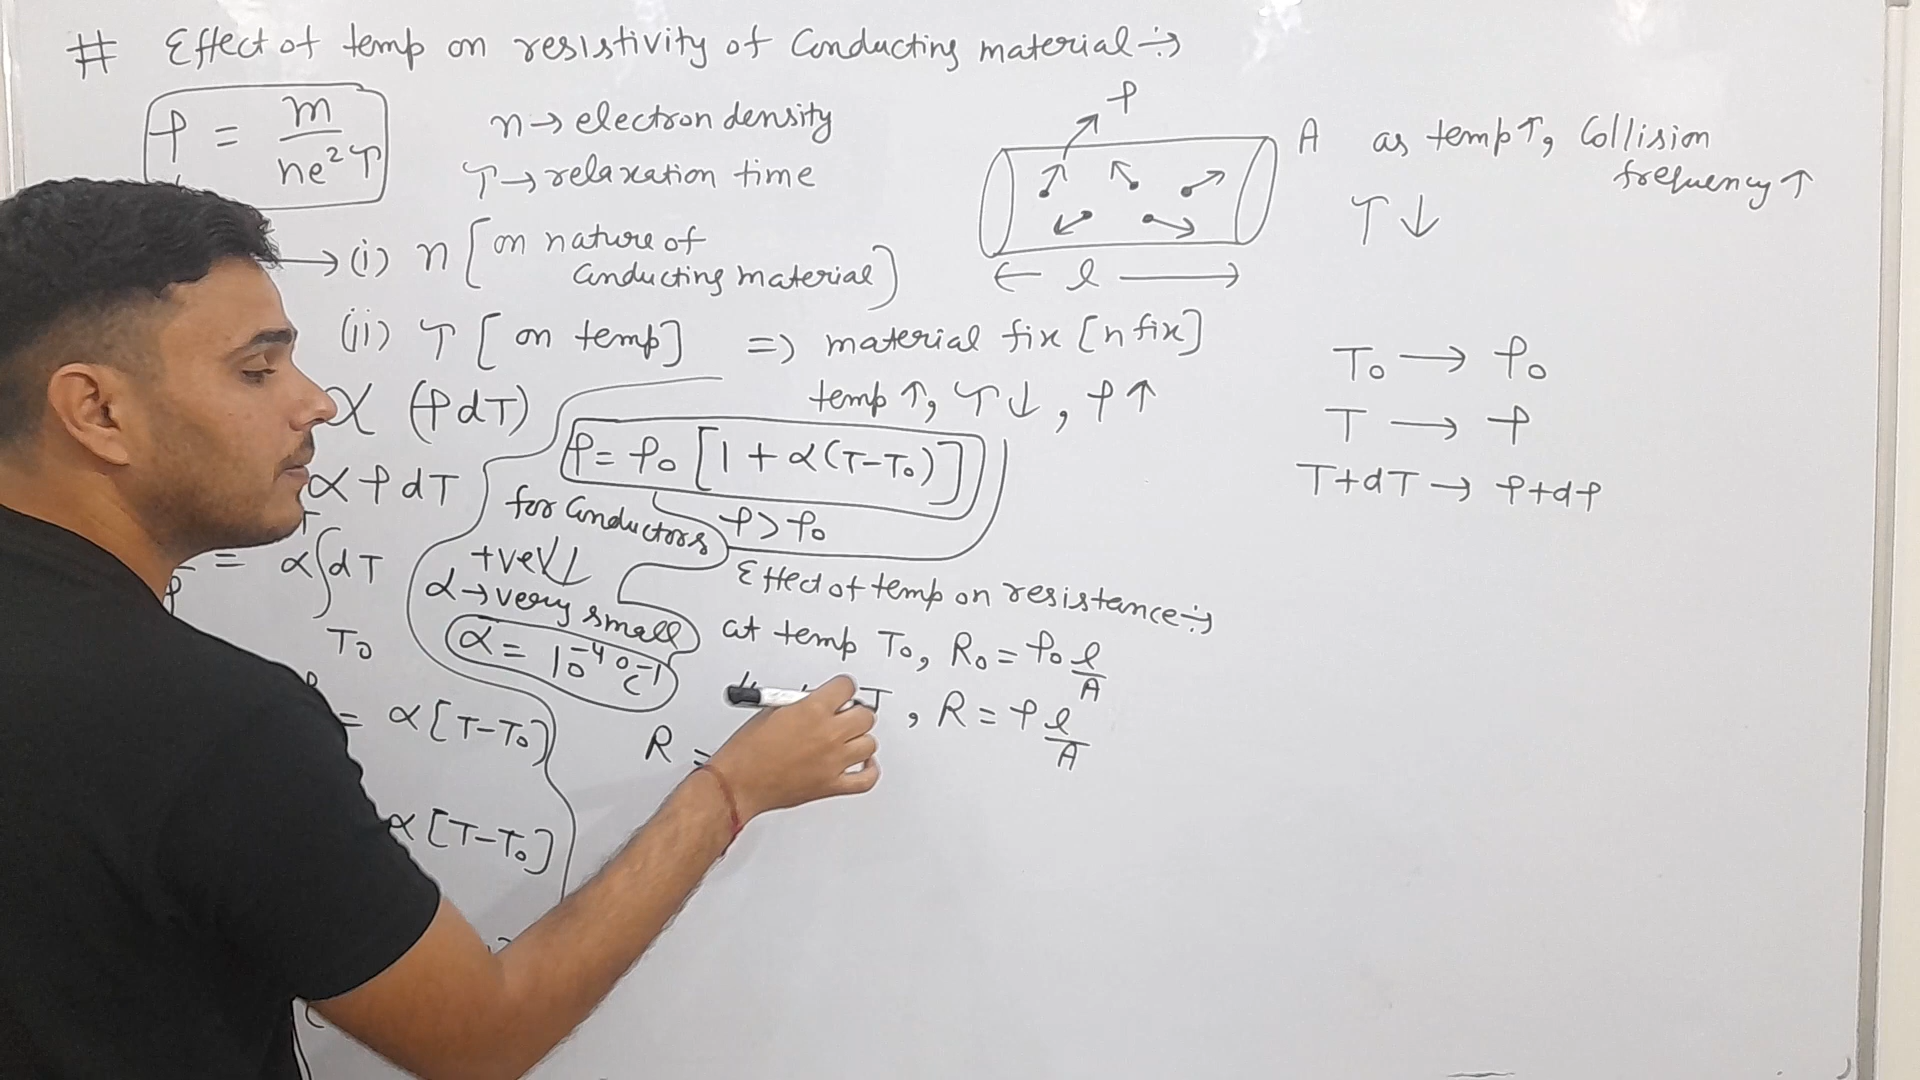 # Effect of temp on resistivity of Conducting material :→
ρ = m / ne²τ
n → electron density
τ → relaxation time
ρ
A
← l →
as temp ↑, Collision
frequency ↑
τ ↓
→ (i) n [on nature of
Conducting material]
(ii) τ [on temp] => material fix [n fix]
temp ↑, τ ↓, ρ ↑
T₀ → ρ₀
T → ρ
T+dT → ρ+dρ
∝ (ρdT)
αρdT
ρ = ρ₀ [1 + α(T-T₀)]
ρ > ρ₀
for Conductors
+ve
α → very small
α = 10⁻⁴ °C⁻¹
= α∫dT
T₀
= α[T-T₀]
α[T-T₀]
Effect of temp on resistance :→
at temp T₀, R₀ = ρ₀ l/A
T, R = ρ l/A
R =